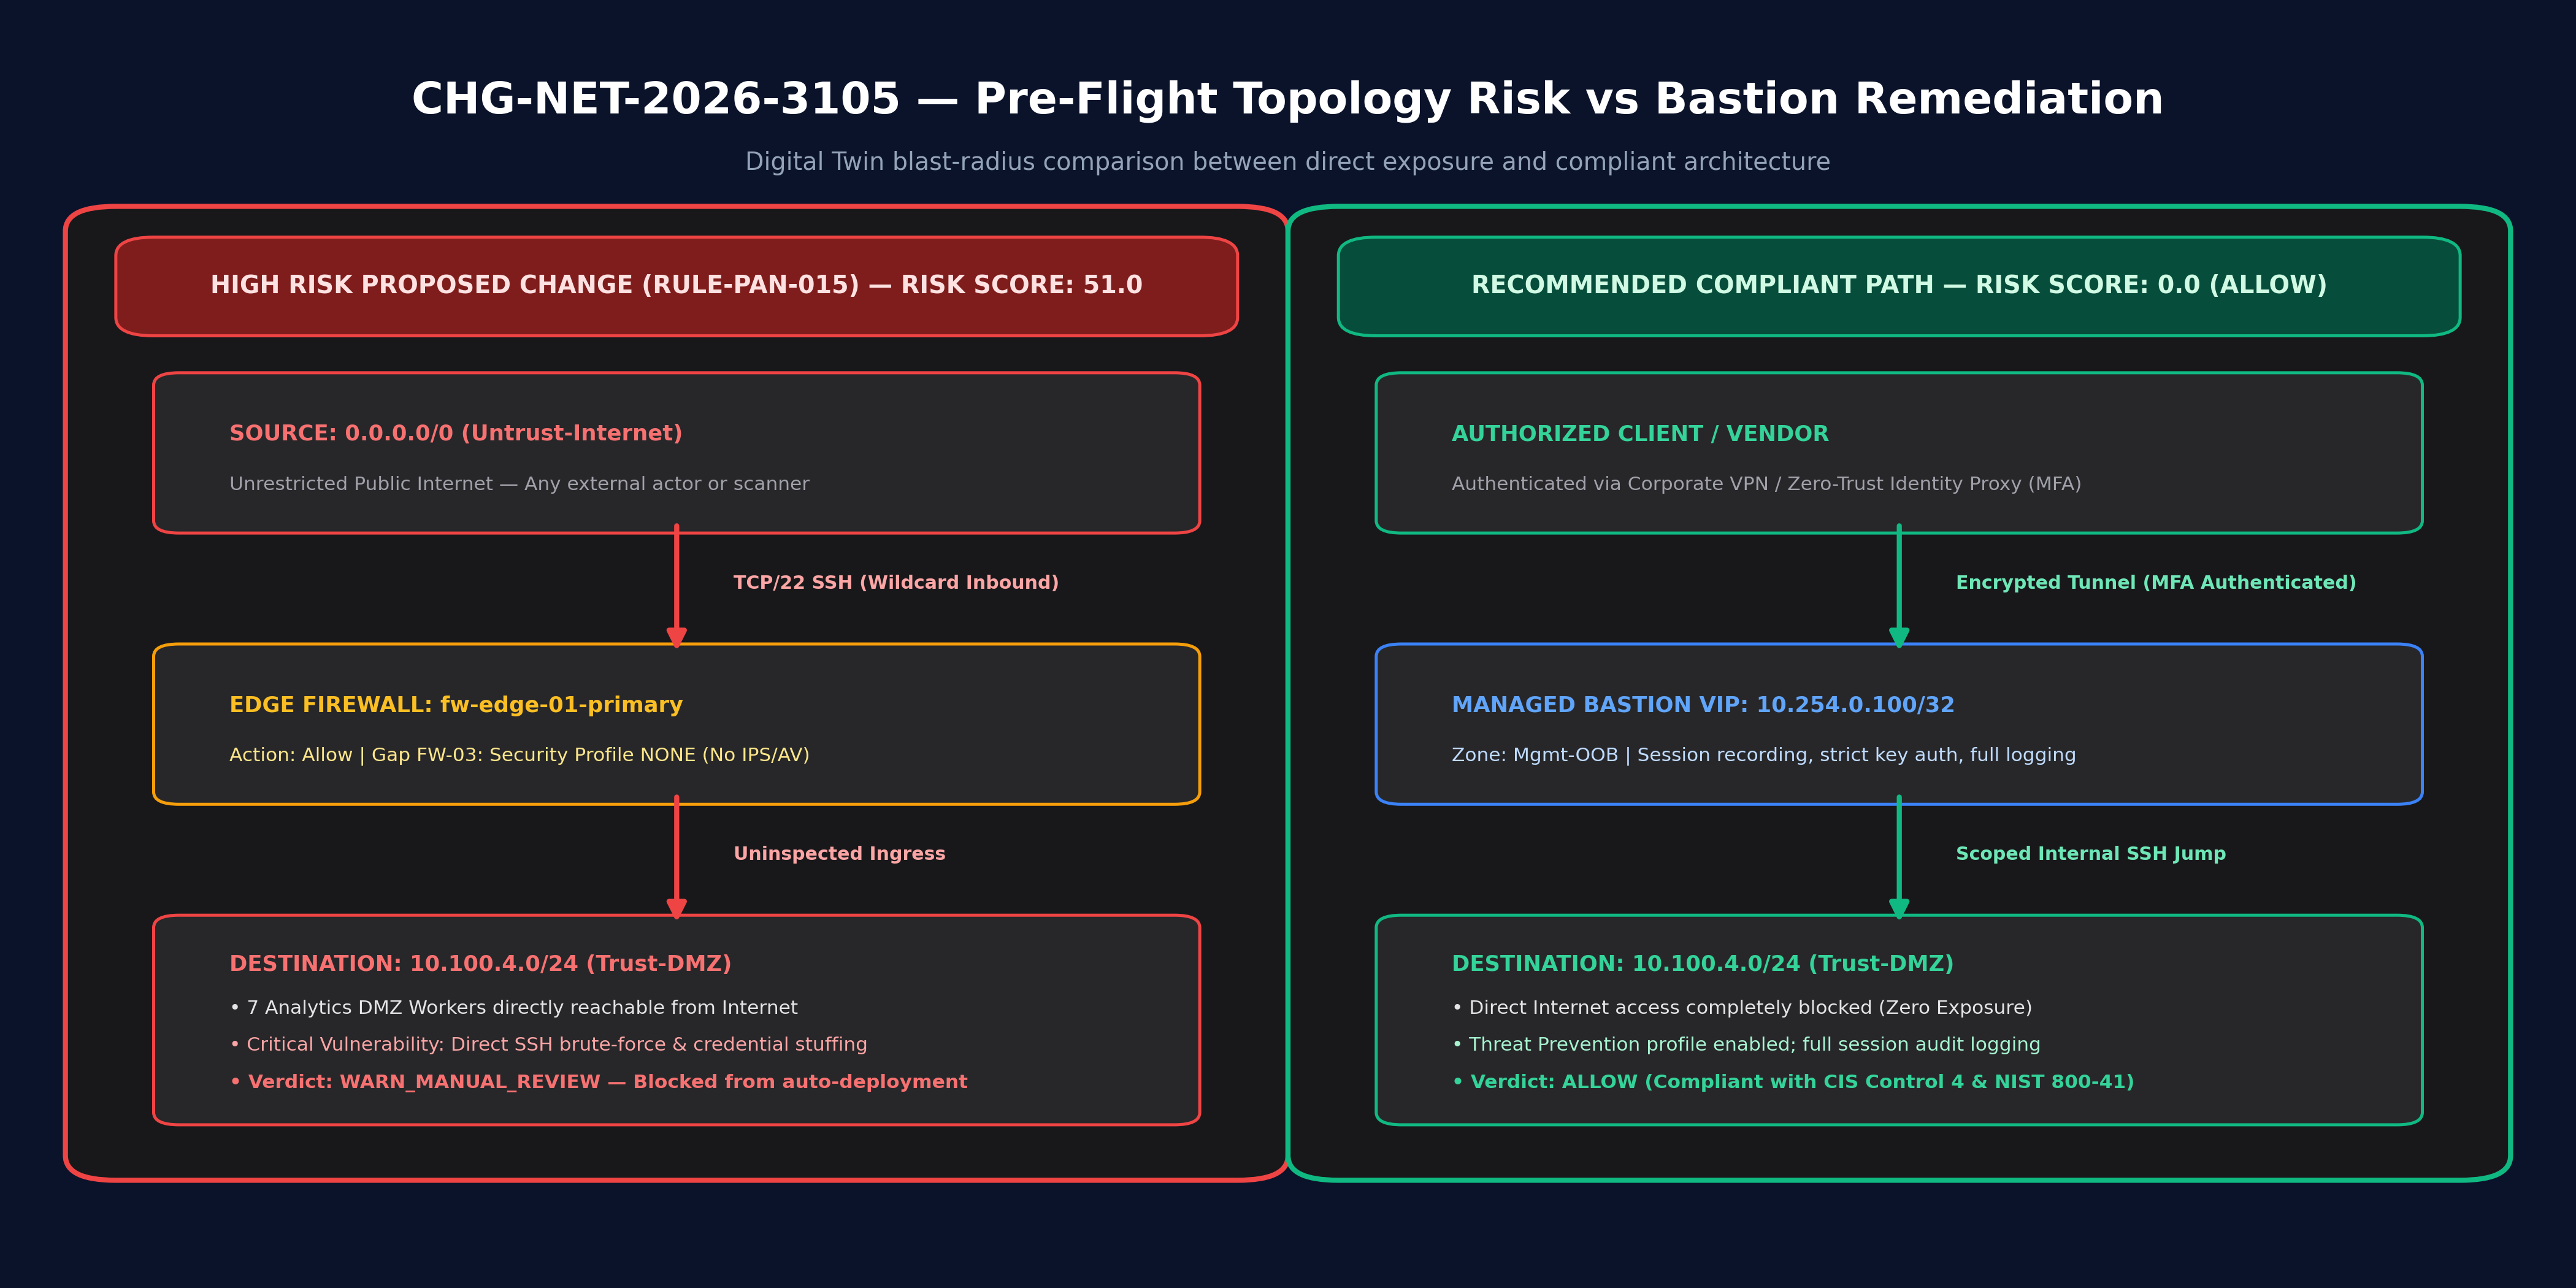 CHG-NET-2026-3105 — Pre-Flight Topology Risk vs Bastion Remediation
Digital Twin blast-radius comparison between direct exposure and compliant architecture
HIGH RISK PROPOSED CHANGE (RULE-PAN-015) — RISK SCORE: 51.0
SOURCE: 0.0.0.0/0 (Untrust-Internet)
Unrestricted Public Internet — Any external actor or scanner
TCP/22 SSH (Wildcard Inbound)
EDGE FIREWALL: fw-edge-01-primary
Action: Allow | Gap FW-03: Security Profile NONE (No IPS/AV)
Uninspected Ingress
DESTINATION: 10.100.4.0/24 (Trust-DMZ)
• 7 Analytics DMZ Workers directly reachable from Internet
• Critical Vulnerability: Direct SSH brute-force & credential stuffing
• Verdict: WARN_MANUAL_REVIEW — Blocked from auto-deployment
RECOMMENDED COMPLIANT PATH — RISK SCORE: 0.0 (ALLOW)
AUTHORIZED CLIENT / VENDOR
Authenticated via Corporate VPN / Zero-Trust Identity Proxy (MFA)
Encrypted Tunnel (MFA Authenticated)
MANAGED BASTION VIP: 10.254.0.100/32
Zone: Mgmt-OOB | Session recording, strict key auth, full logging
Scoped Internal SSH Jump
DESTINATION: 10.100.4.0/24 (Trust-DMZ)
• Direct Internet access completely blocked (Zero Exposure)
• Threat Prevention profile enabled; full session audit logging
• Verdict: ALLOW (Compliant with CIS Control 4 & NIST 800-41)